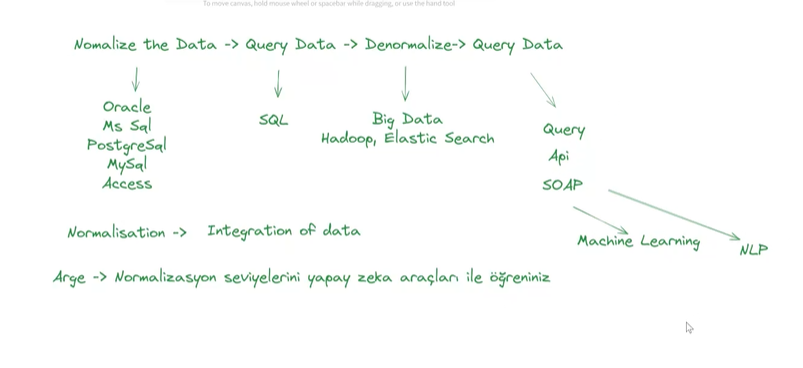 To move canvas, hold mouse wheel or spacebar while dragging, or use the hand tool
Nomalize the Data -> Query Data -> Denormalize-> Query Data
Oracle
Ms Sql
PostgreSql
MySql
Access
SQL
Big Data
Hadoop, Elastic Search
Query
Api
SOAP
Machine Learning
NLP
Normalisation -> Integration of data
Arge -> Normalizasyon seviyelerini yapay zeka araçları ile öğreniniz